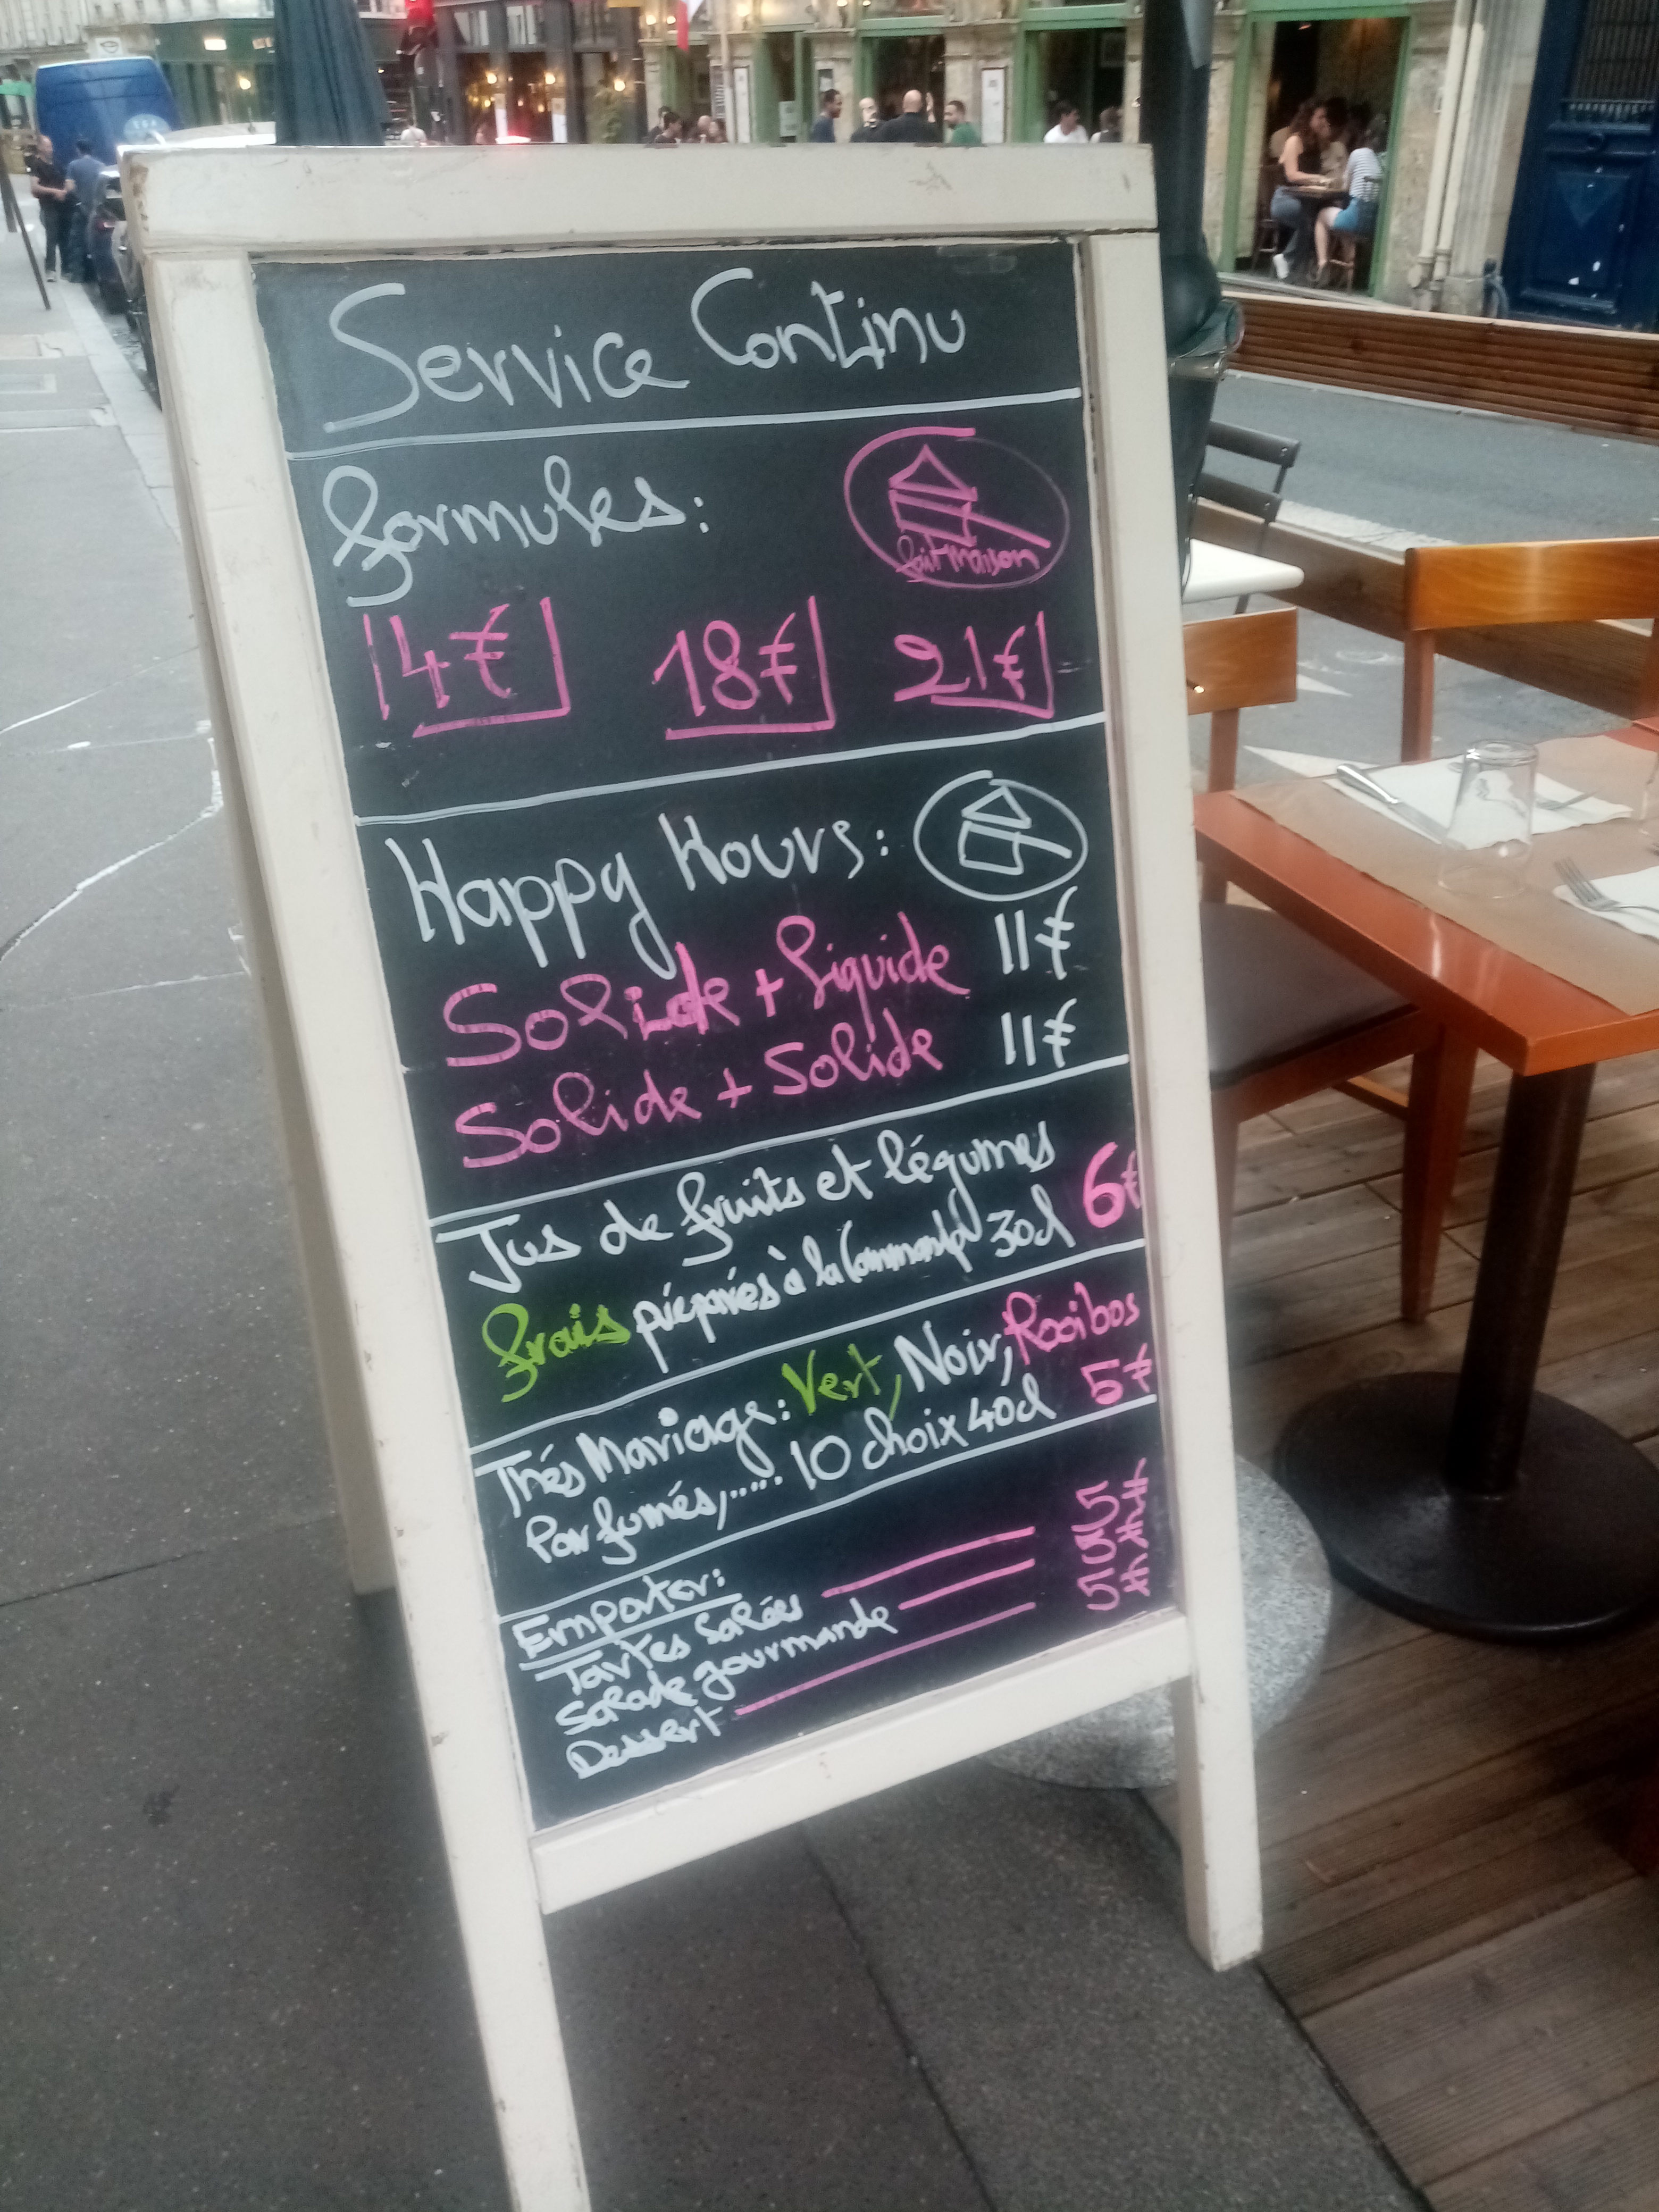 Service Continu
formules:
fait maison
14€ 18€ 21€
Happy Hours:
Solide + liquide 11€
Solide + Solide 11€
Jus de fruits et légumes 6€
frais préparés à la Commande 30cl
Thés Mariage: Vert, Noir, Rooibos
Parfumés,..... 10 choix 40cl 5€
Emporter:
Tartes Salées 5€
Salade gourmande 5€
Dessert 5€